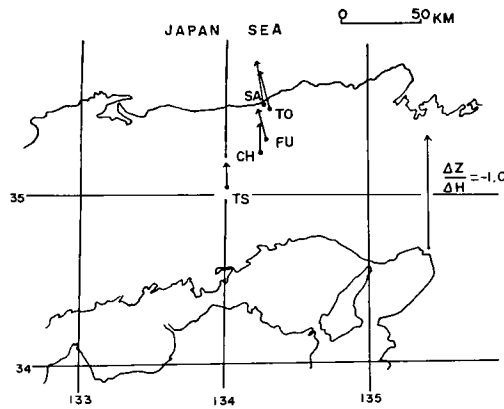 0 50 KM
JAPAN SEA
SA
TO
FU
CH
TS
35
ΔZ
ΔH =-1.0
34
133 134 135